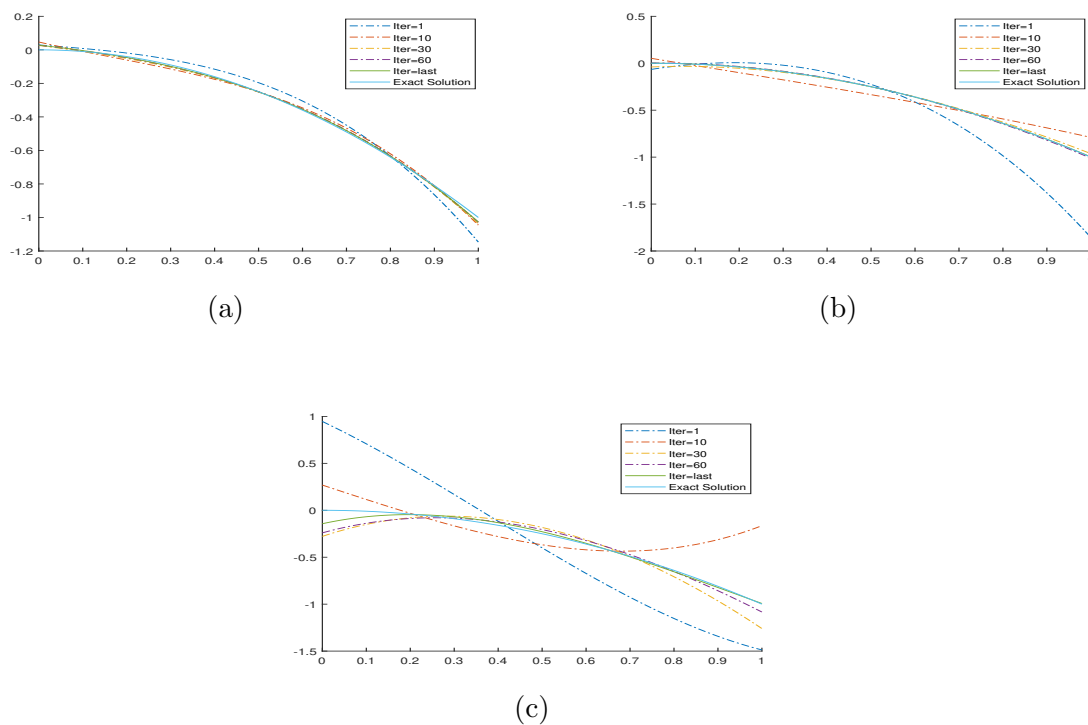 0.2
0
-0.2
-0.4
-0.6
-0.8
-1
-1.2
0 0.1 0.2 0.3 0.4 0.5 0.6 0.7 0.8 0.9 1
Iter=1
Iter=10
Iter=30
Iter=60
Iter=last
Exact Solution
(a)
0.5
0
-0.5
-1
-1.5
-2
0 0.1 0.2 0.3 0.4 0.5 0.6 0.7 0.8 0.9 1
Iter=1
Iter=10
Iter=30
Iter=60
Iter=last
Exact Solution
(b)
1
0.5
0
-0.5
-1
-1.5
0 0.1 0.2 0.3 0.4 0.5 0.6 0.7 0.8 0.9 1
Iter=1
Iter=10
Iter=30
Iter=60
Iter=last
Exact Solution
(c)